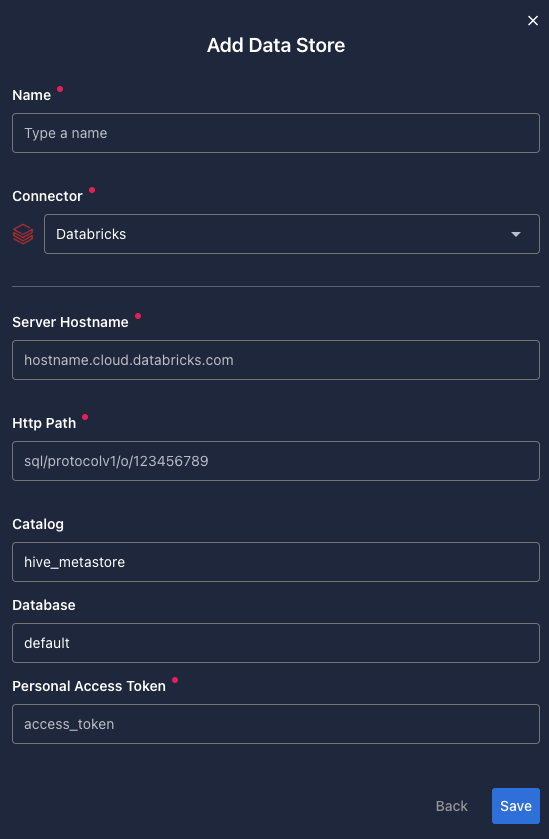 Add Data Store
Name
Type a name
Connector
Databricks
Server Hostname
hostname.cloud.databricks.com
Http Path
sql/protocolv1/o/123456789
Catalog
hive_metastore
Database
default
Personal Access Token
access_token
Back Save